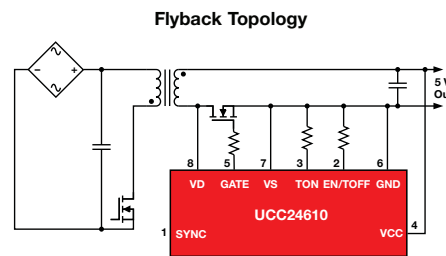 Flyback Topology
– +
5 V
Ou
8 5 7 3 2 6
VD GATE VS TON EN/TOFF GND
UCC24610
1 SYNC VCC 4